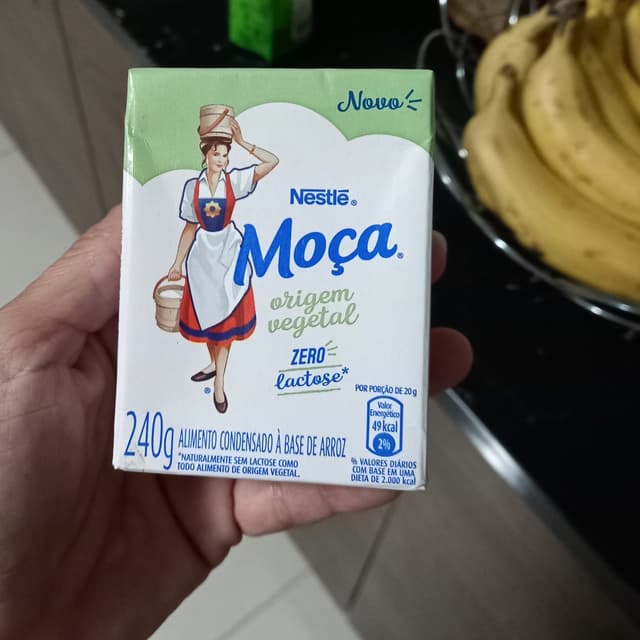 Novo
Nestlé®
Moça®
origem
vegetal
ZERO
lactose*
POR PORÇÃO DE 20 g
Valor
Energético
49 kcal
2%
% VALORES DIÁRIOS
COM BASE EM UMA
DIETA DE 2.000 kcal
240g ALIMENTO CONDENSADO À BASE DE ARROZ
*NATURALMENTE SEM LACTOSE COMO
TODO ALIMENTO DE ORIGEM VEGETAL.